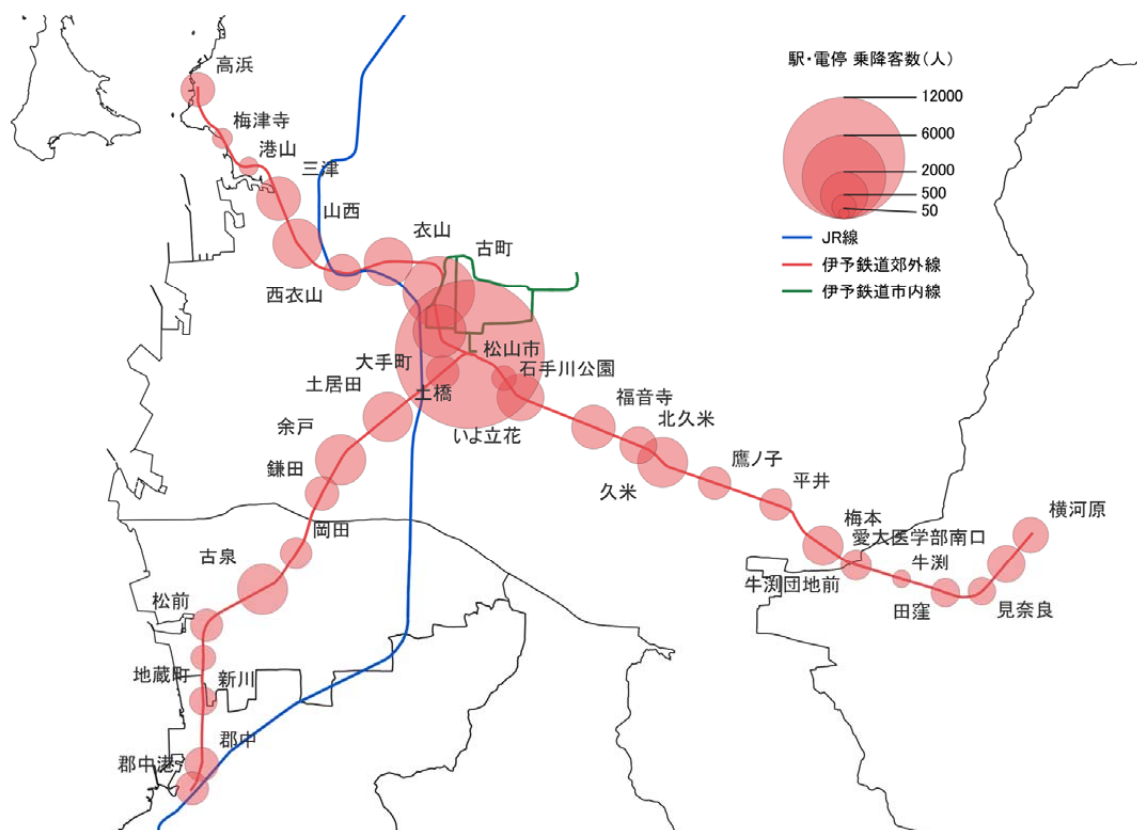 駅・電停 乗降客数(人)
12000
6000
2000
500
50
JR線
伊予鉄道郊外線
伊予鉄道市内線
高浜
梅津寺
港山
三津
山西
衣山
古町
西衣山
大手町
松山市
石手川公園
土居田
土橋
余戸
いよ立花
福音寺
北久米
鎌田
久米
鷹ノ子
平井
岡田
梅本
横河原
愛大医学部南口
古泉
牛渕
牛渕団地前
田窪
見奈良
松前
地蔵町
新川
郡中
郡中港